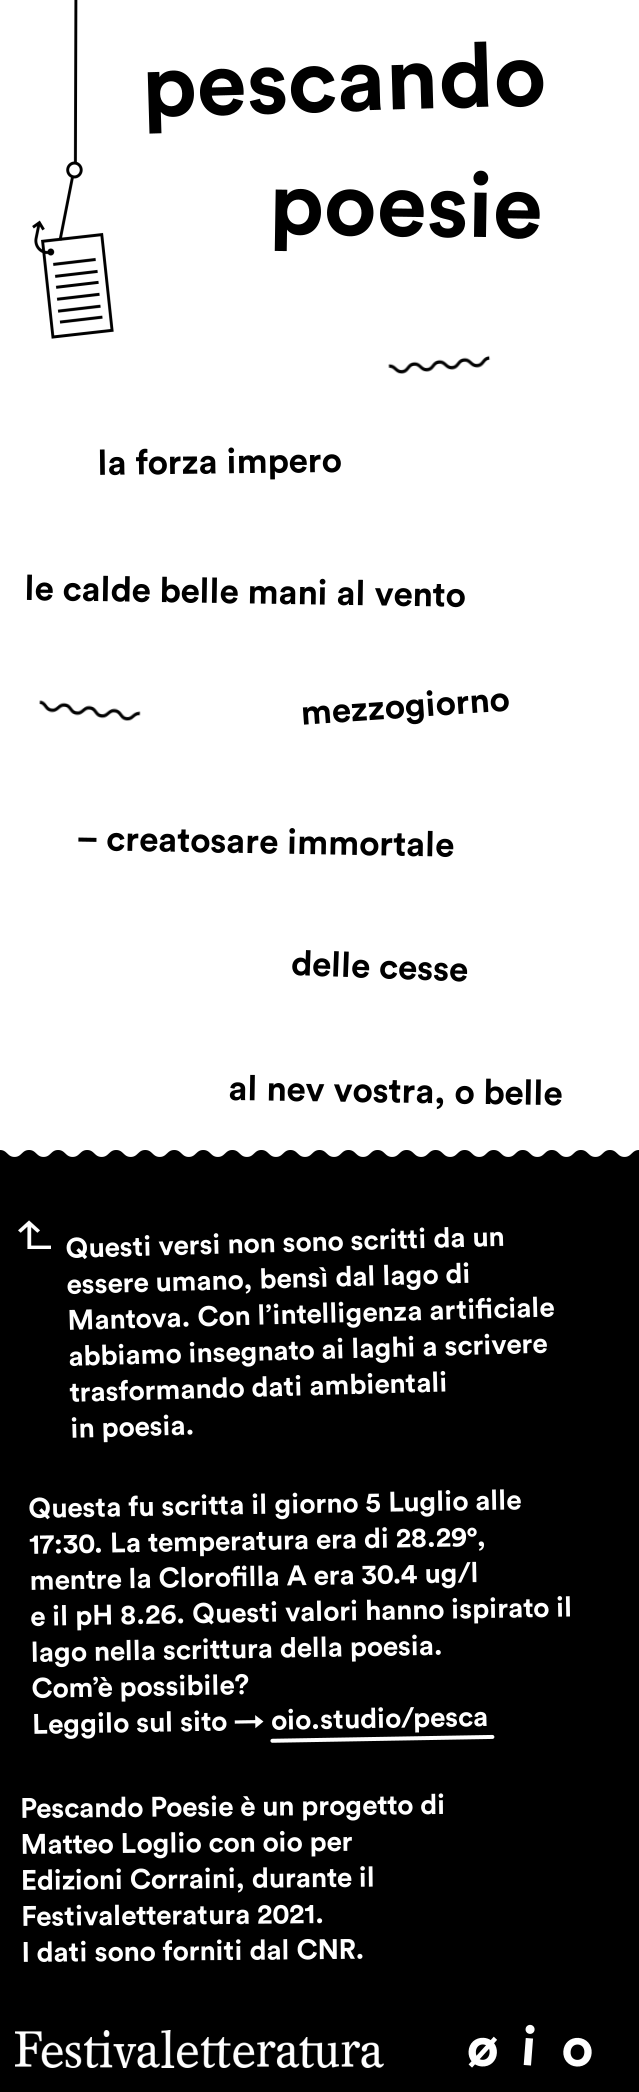 pescando
poesie
la forza impero
le calde belle mani al vento
mezzogiorno
– creatosare immortale
delle cesse
al nev vostra, o belle
Questi versi non sono scritti da un
essere umano, bensì dal lago di
Mantova. Con l’intelligenza artificiale
abbiamo insegnato ai laghi a scrivere
trasformando dati ambientali
in poesia.
Questa fu scritta il giorno 5 Luglio alle
17:30. La temperatura era di 28.29°,
mentre la Clorofilla A era 30.4 ug/l
e il pH 8.26. Questi valori hanno ispirato il
lago nella scrittura della poesia.
Com’è possibile?
Leggilo sul sito → oio.studio/pesca
Pescando Poesie è un progetto di
Matteo Loglio con oio per
Edizioni Corraini, durante il
Festivaletteratura 2021.
I dati sono forniti dal CNR.
Festivaletteratura ø i o